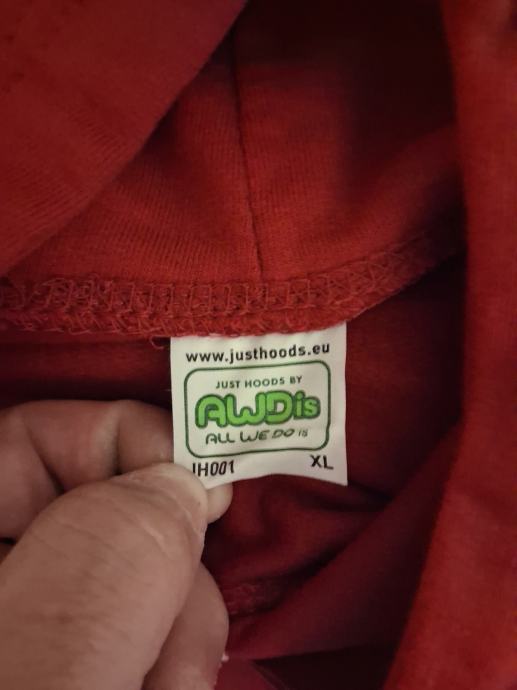 www.justhoods.eu
JUST HOODS BY
AWDis
ALL WE DO is
JH001 XL